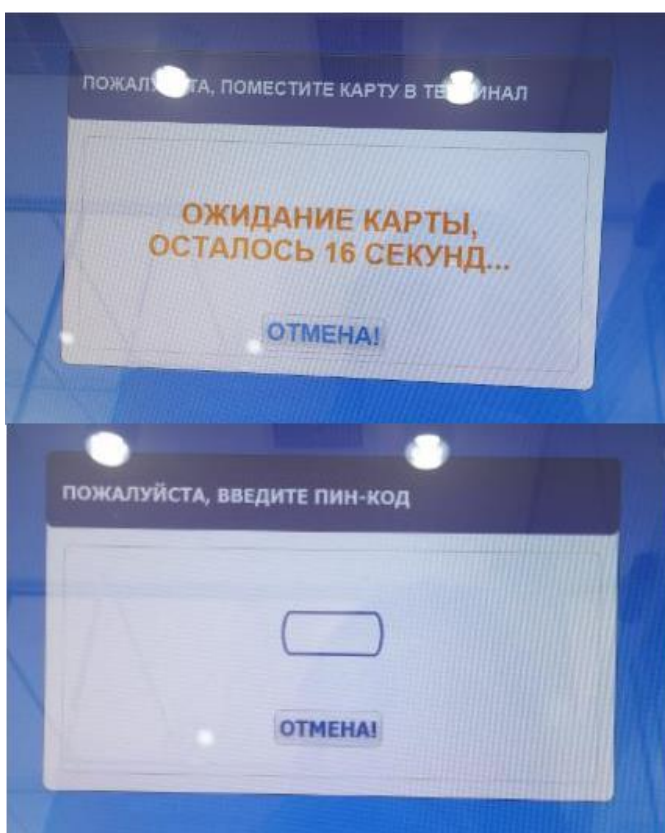 ПОМЕСТИТЕ КАРТУ В
ОЖИДАНИЕ КАРТЫ,
ОСТАЛОСЬ 16 СЕКУНД...
ОТМЕНА!
ПОЖАЛУЙСТА, ВВЕДИТЕ ПИН-КОД
ОТМЕНА!